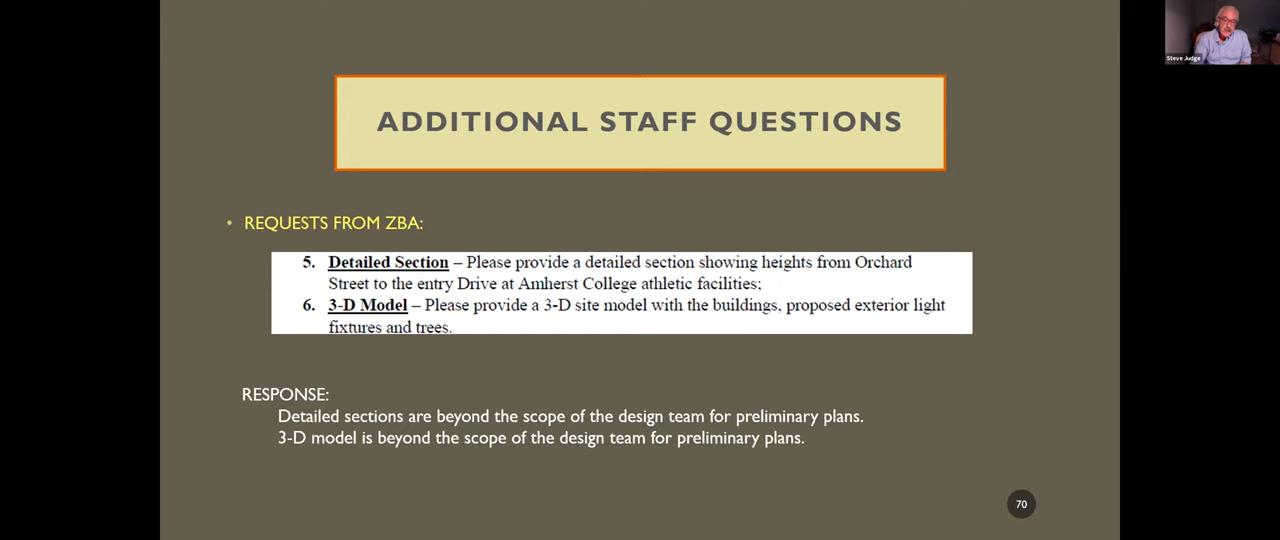 Steve Judge
ADDITIONAL STAFF QUESTIONS
• REQUESTS FROM ZBA:
5. Detailed Section – Please provide a detailed section showing heights from Orchard
Street to the entry Drive at Amherst College athletic facilities;
6. 3-D Model – Please provide a 3-D site model with the buildings, proposed exterior light
fixtures and trees.
RESPONSE:
Detailed sections are beyond the scope of the design team for preliminary plans.
3-D model is beyond the scope of the design team for preliminary plans.
70